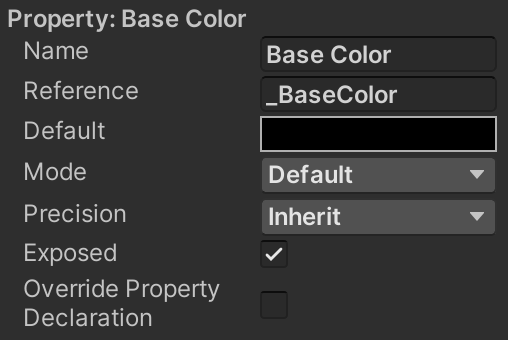 Property: Base Color
Name Base Color
Reference _BaseColor
Default
Mode Default
Precision Inherit
Exposed
Override Property
Declaration